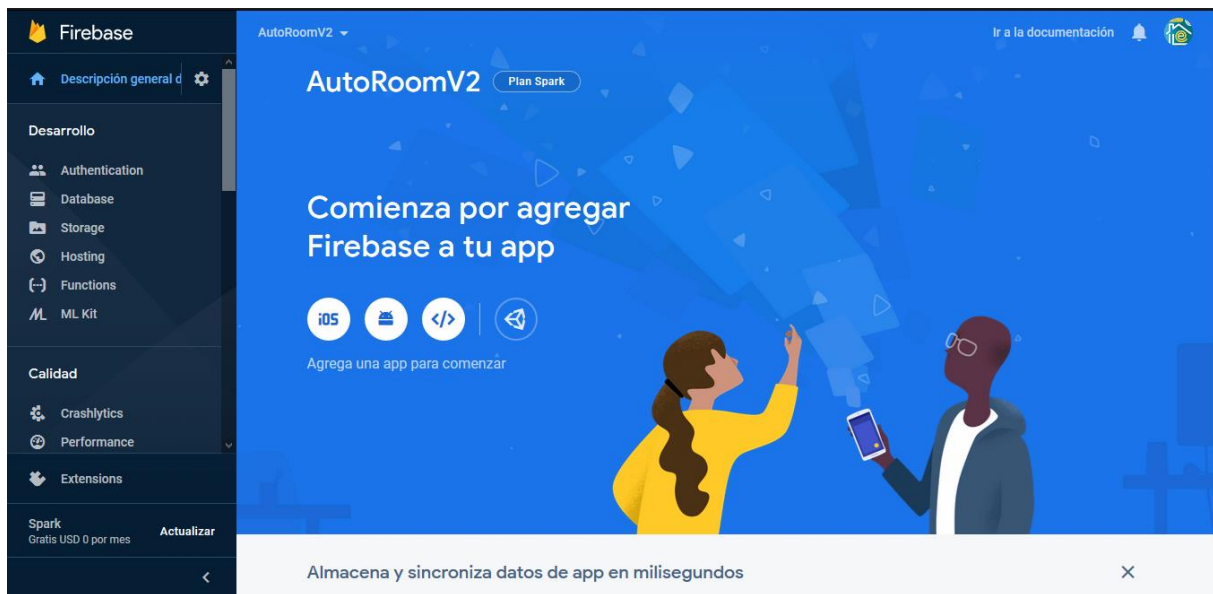 Firebase
Descripción general d
Desarrollo
Authentication
Database
Storage
Hosting
Functions
ML Kit
Calidad
Crashlytics
Performance
Extensions
Spark
Gratis USD 0 por mes
Actualizar
AutoRoomV2
Ir a la documentación
AutoRoomV2 Plan Spark
Comienza por agregar
Firebase a tu app
iOS
Agrega una app para comenzar
Almacena y sincroniza datos de app en milisegundos